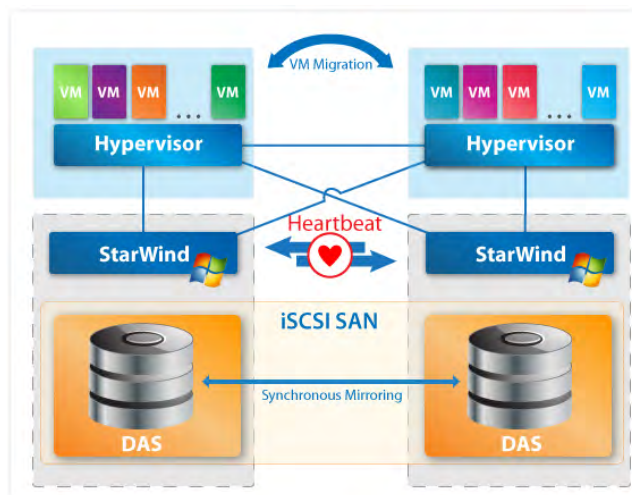 VM Migration
VM VM VM ... VM
VM VM VM ... VM
Hypervisor
Hypervisor
Heartbeat
StarWind
StarWind
iSCSI SAN
Synchronous Mirroring
DAS
DAS